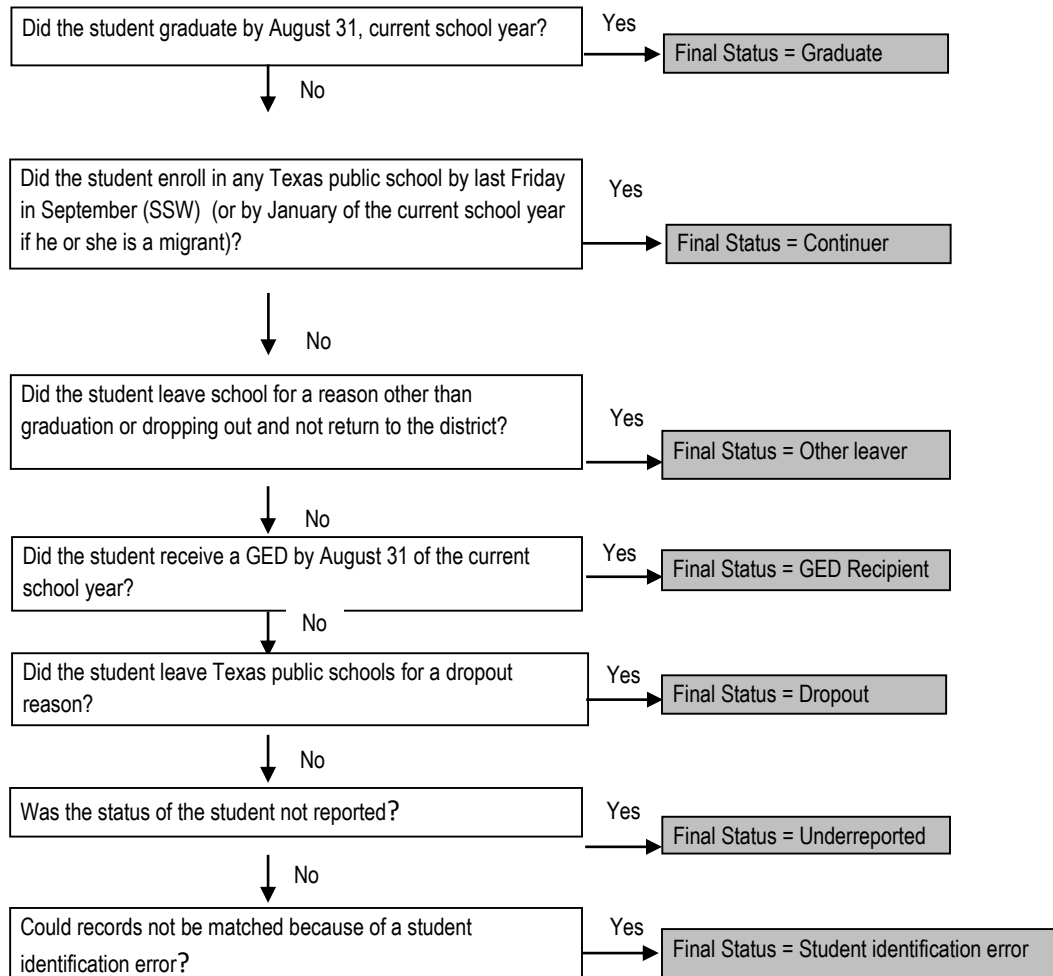 Did the student graduate by August 31, current school year?
Yes
Final Status = Graduate
No
Did the student enroll in any Texas public school by last Friday
in September (SSW) (or by January of the current school year
if he or she is a migrant)?
Yes
Final Status = Continuer
No
Did the student leave school for a reason other than
graduation or dropping out and not return to the district?
Yes
Final Status = Other leaver
No
Did the student receive a GED by August 31 of the current
school year?
Yes
Final Status = GED Recipient
No
Did the student leave Texas public schools for a dropout
reason?
Yes
Final Status = Dropout
No
Was the status of the student not reported?
Yes
Final Status = Underreported
No
Could records not be matched because of a student
identification error?
Yes
Final Status = Student identification error